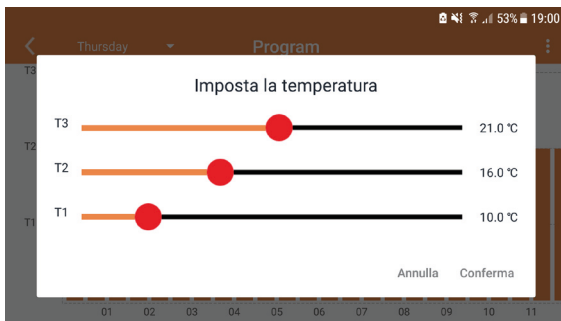 53% 19:00
Thursday Program
T3
Imposta la temperatura
T3 21.0 °C
T2
T2 16.0 °C
T1 10.0 °C
T1
Annulla Conferma
01 02 03 04 05 06 07 08 09 10 11